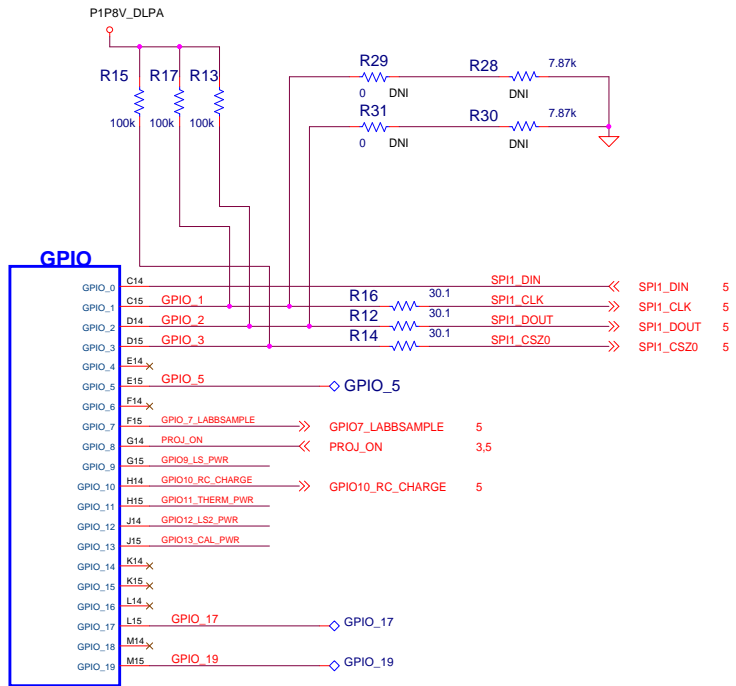 P1P8V_DLPA
R15 R17 R13
100k 100k 100k
R29 R28 7.87k
0 DNI DNI
R31 R30 7.87k
0 DNI DNI
GPIO
GPIO_0 C14 SPI1_DIN SPI1_DIN 5
GPIO_1 C15 GPIO_1 R16 30.1 SPI1_CLK SPI1_CLK 5
GPIO_2 D14 GPIO_2 R12 30.1 SPI1_DOUT SPI1_DOUT 5
GPIO_3 D15 GPIO_3 R14 30.1 SPI1_CSZ0 SPI1_CSZ0 5
GPIO_4 E14
GPIO_5 E15 GPIO_5 GPIO_5
GPIO_6 F14
GPIO_7 F15 GPIO_7_LABBSAMPLE GPIO7_LABBSAMPLE 5
GPIO_8 G14 PROJ_ON PROJ_ON 3,5
GPIO_9 G15 GPIO9_LS_PWR
GPIO_10 H14 GPIO10_RC_CHARGE GPIO10_RC_CHARGE 5
GPIO_11 H15 GPIO11_THERM_PWR
GPIO_12 J14 GPIO12_LS2_PWR
GPIO_13 J15 GPIO13_CAL_PWR
GPIO_14 K14
GPIO_15 K15
GPIO_16 L14
GPIO_17 L15 GPIO_17 GPIO_17
GPIO_18 M14
GPIO_19 M15 GPIO_19 GPIO_19